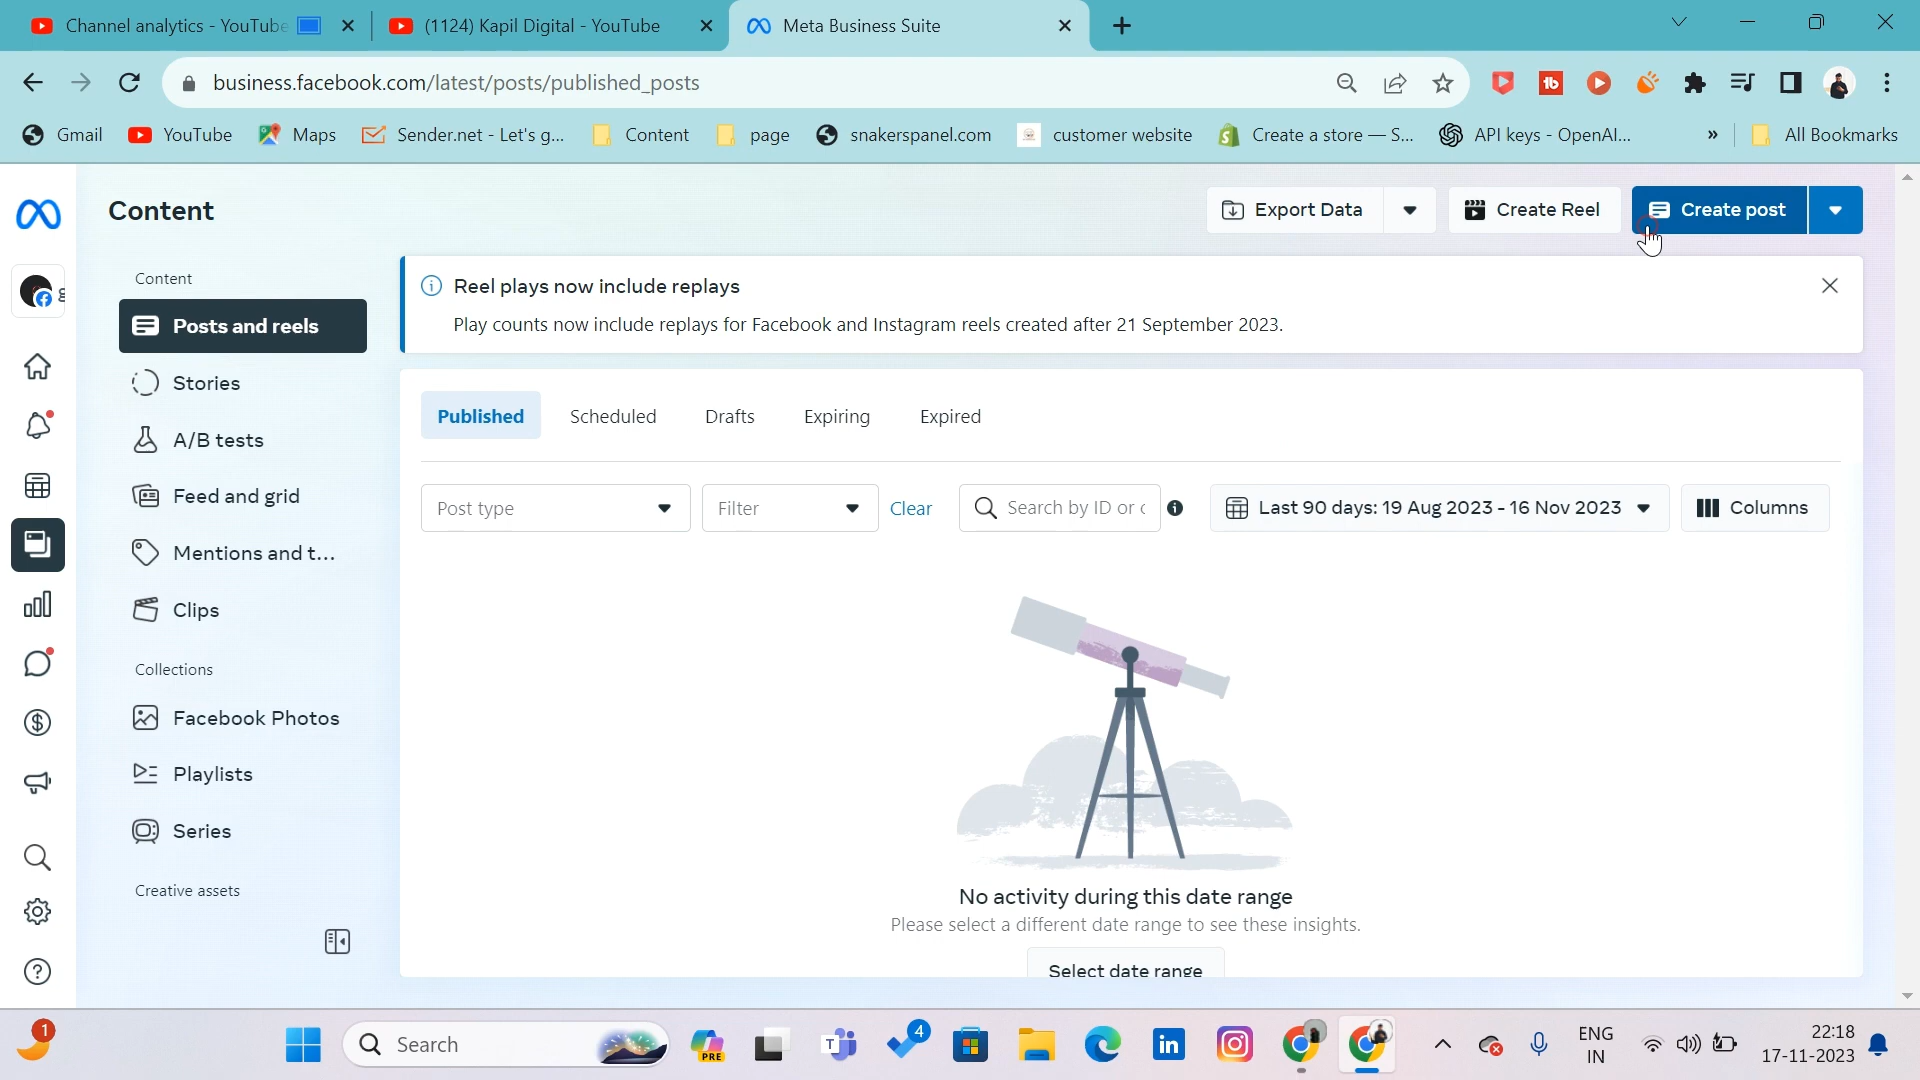 Channel analytics - YouTube
(1124) Kapil Digital - YouTube
Meta Business Suite
business.facebook.com/latest/posts/published_posts
Gmail
YouTube
Maps
Sender.net - Let's g...
Content
page
snakerspanel.com
customer website
Create a store — S...
API keys - OpenAI...
»
All Bookmarks
Content
Export Data
Create Reel
Create post
Content
Posts and reels
Stories
A/B tests
Feed and grid
Mentions and t...
Clips
Collections
Facebook Photos
Playlists
Series
Creative assets
Reel plays now include replays
Play counts now include replays for Facebook and Instagram reels created after 21 September 2023.
Published
Scheduled
Drafts
Expiring
Expired
Post type
Filter
Clear
Search by ID or c
Last 90 days: 19 Aug 2023 - 16 Nov 2023
Columns
No activity during this date range
Please select a different date range to see these insights.
Select date range
1
Search
PRE
4
ENG
IN
22:18
17-11-2023